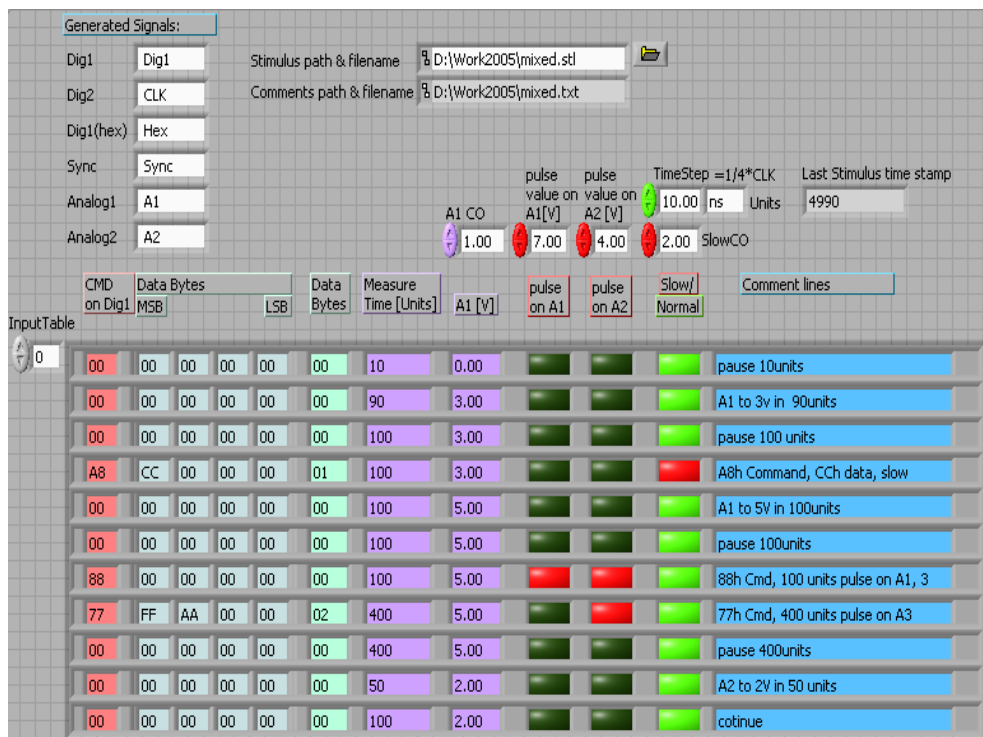 Generated Signals:
Dig1 Dig1
Stimulus path & filename D:\Work2005\mixed.stl
Dig2 CLK
Comments path & filename D:\Work2005\mixed.txt
Dig1(hex) Hex
Sync Sync
Analog1 A1
Analog2 A2
A1 CO
1.00
pulse value on A1[V]
7.00
pulse value on A2 [V]
4.00
TimeStep =1/4*CLK
10.00 ns Units
2.00 SlowCO
Last Stimulus time stamp
4990
CMD on Dig1
Data Bytes
MSB LSB
Data Bytes
Measure Time [Units]
A1 [V]
pulse on A1
pulse on A2
Slow/
Normal
Comment lines
InputTable
0
00 00 00 00 00 00 10 0.00 pause 10units
00 00 00 00 00 00 90 3.00 A1 to 3v in 90units
00 00 00 00 00 00 100 3.00 pause 100 units
A8 CC 00 00 00 01 100 3.00 A8h Command, CCh data, slow
00 00 00 00 00 00 100 5.00 A1 to 5V in 100units
00 00 00 00 00 00 100 5.00 pause 100units
88 00 00 00 00 00 100 5.00 88h Cmd, 100 units pulse on A1, 3
77 FF AA 00 00 02 400 5.00 77h Cmd, 400 units pulse on A3
00 00 00 00 00 00 400 5.00 pause 400units
00 00 00 00 00 00 50 2.00 A2 to 2V in 50 units
00 00 00 00 00 00 100 2.00 cotinue